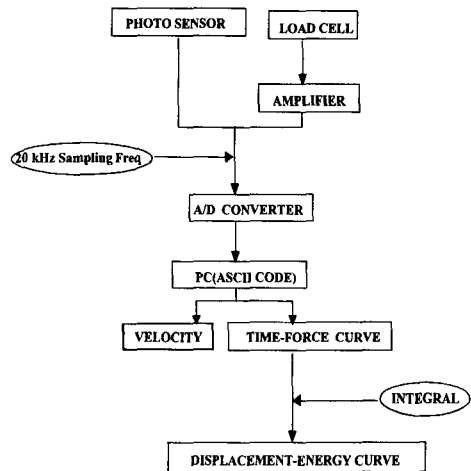 PHOTO SENSOR
LOAD CELL
AMPLIFIER
20 kHz Sampling Freq
A/D CONVERTER
PC(ASCII CODE)
VELOCITY
TIME-FORCE CURVE
INTEGRAL
DISPLACEMENT-ENERGY CURVE